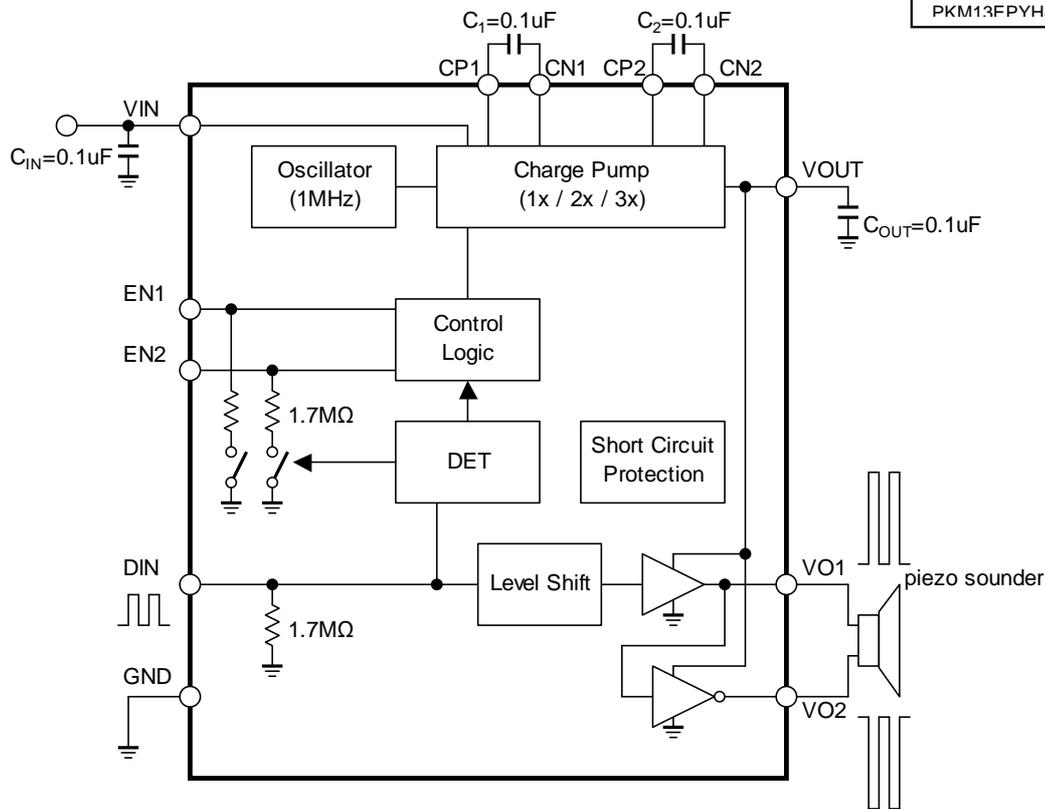 PKM13EPYH
C1=0.1uF
C2=0.1uF
CP1
CN1
CP2
CN2
VIN
CIN=0.1uF
Oscillator
(1MHz)
Charge Pump
(1x / 2x / 3x)
VOUT
COUT=0.1uF
EN1
Control
Logic
EN2
1.7MΩ
DET
Short Circuit
Protection
DIN
Level Shift
VO1
piezo sounder
1.7MΩ
GND
VO2